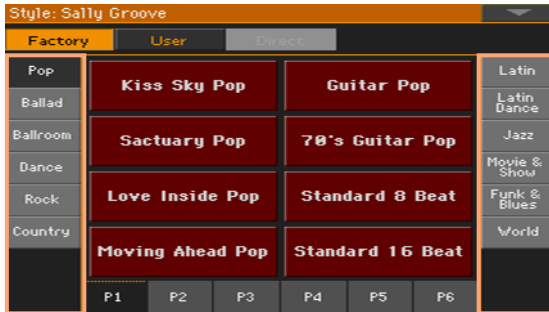 Style: Sally Groove
Factory User Direct
Pop
Ballad
Ballroom
Dance
Rock
Country
Kiss Sky Pop
Guitar Pop
Sactuary Pop
70's Guitar Pop
Love Inside Pop
Standard 8 Beat
Moving Ahead Pop
Standard 16 Beat
Latin
Latin
Dance
Jazz
Movie &
Show
Funk &
Blues
World
P1 P2 P3 P4 P5 P6